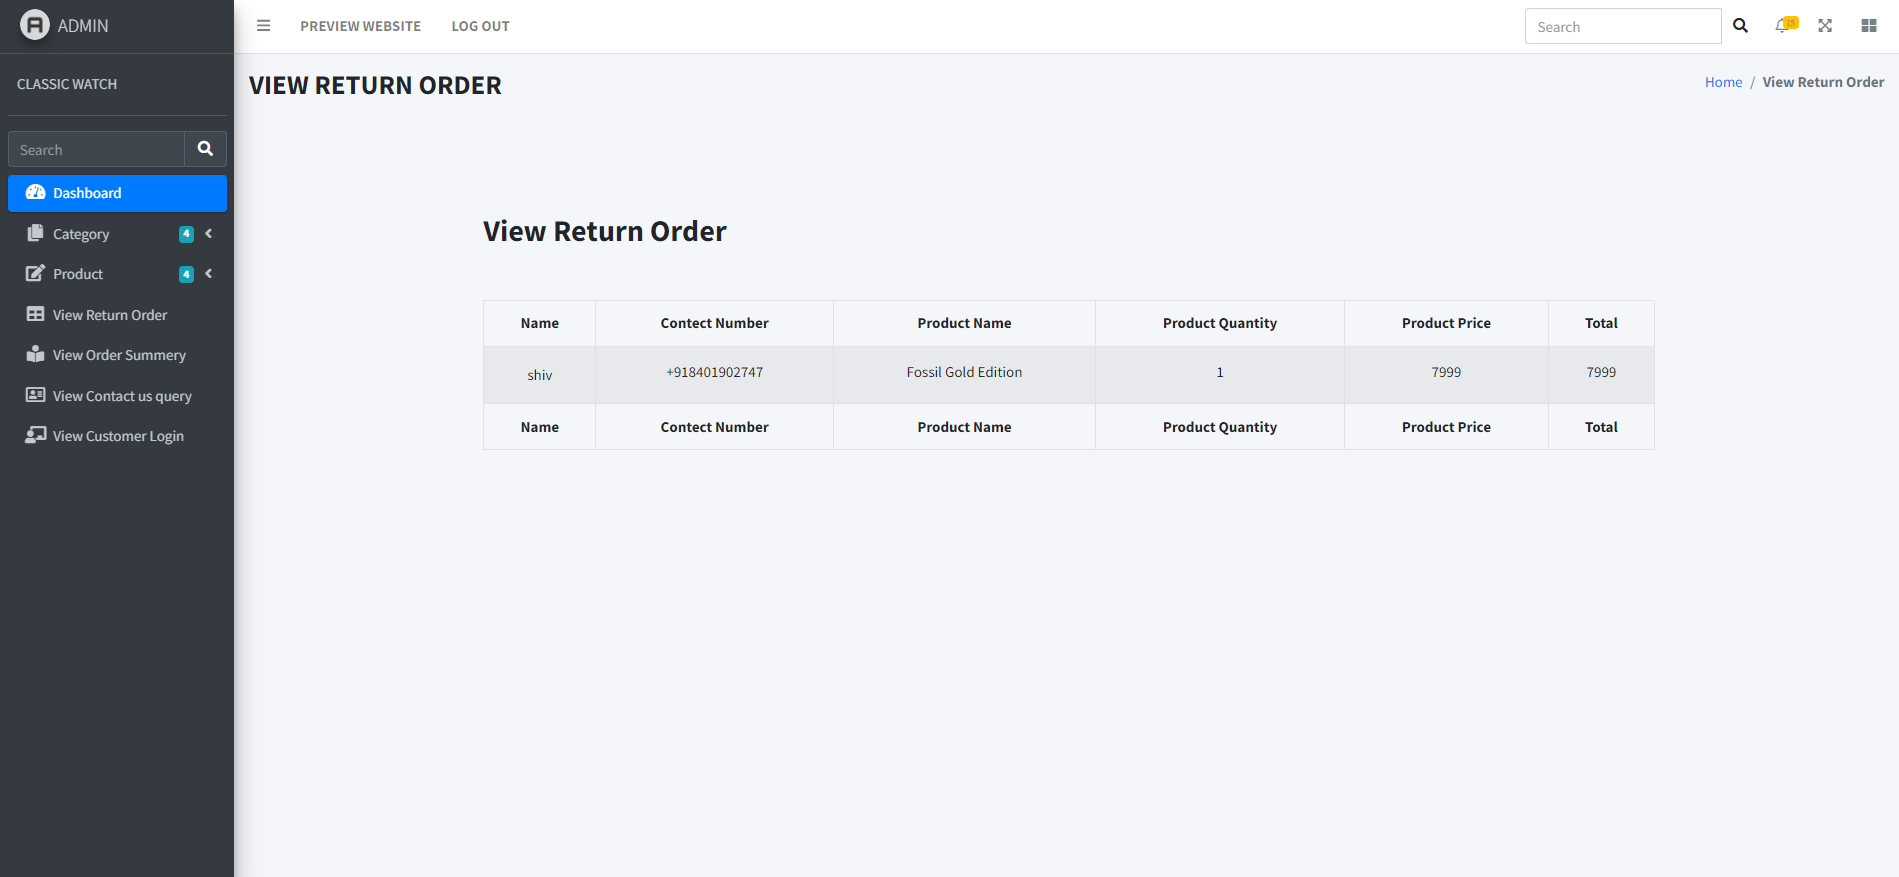 ADMIN
PREVIEW WEBSITE LOG OUT Search 15
CLASSIC WATCH
VIEW RETURN ORDER
Home / View Return Order
Search
Dashboard
Category 4
Product 4
View Return Order
View Order Summery
View Contact us query
View Customer Login
View Return Order
Name Contect Number Product Name Product Quantity Product Price Total
shiv +918401902747 Fossil Gold Edition 1 7999 7999
Name Contect Number Product Name Product Quantity Product Price Total